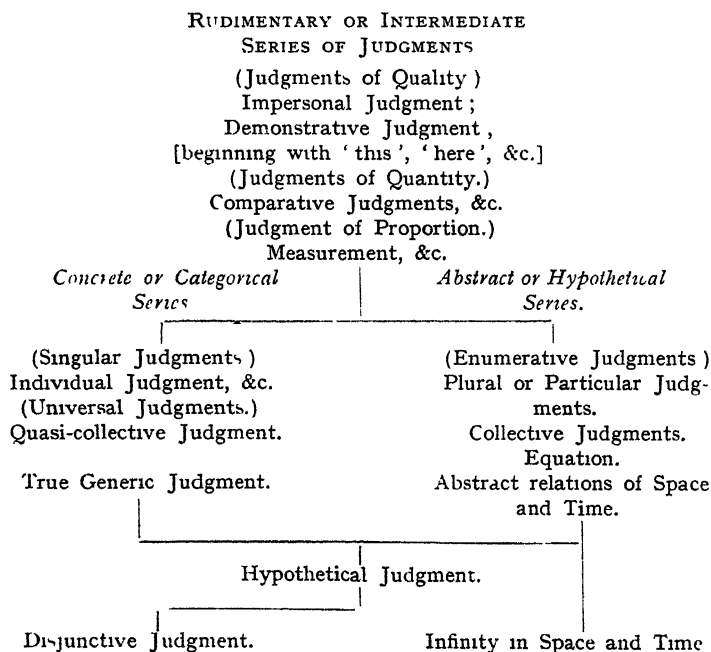 RUDIMENTARY OR INTERMEDIATE
SERIES OF JUDGMENTS
(Judgments of Quality)
Impersonal Judgment;
Demonstrative Judgment,
[beginning with 'this', 'here', &c.]
(Judgments of Quantity.)
Comparative Judgments, &c.
(Judgment of Proportion.)
Measurement, &c.
Concrete or Categorical
Series
(Singular Judgments)
Individual Judgment, &c.
(Universal Judgments.)
Quasi-collective Judgment.
True Generic Judgment.
Abstract or Hypothetical
Series.
(Enumerative Judgments)
Plural or Particular Judg-
ments.
Collective Judgments.
Equation.
Abstract relations of Space
and Time.
Hypothetical Judgment.
Disjunctive Judgment.
Infinity in Space and Time